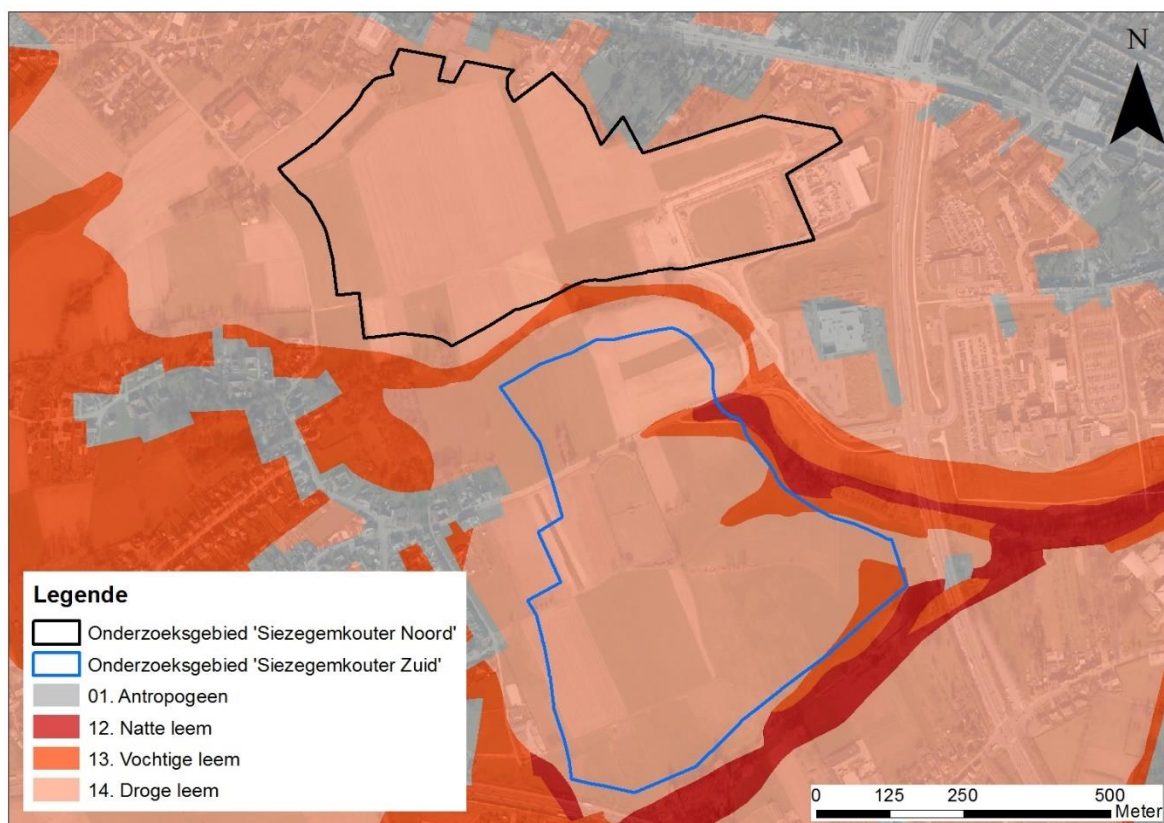 N
Legende
Onderzoeksgebied 'Siezegemkouter Noord'
Onderzoeksgebied 'Siezegemkouter Zuid'
01. Antropogeen
12. Natte leem
13. Vochtige leem
14. Droge leem
0 125 250 500
Meter